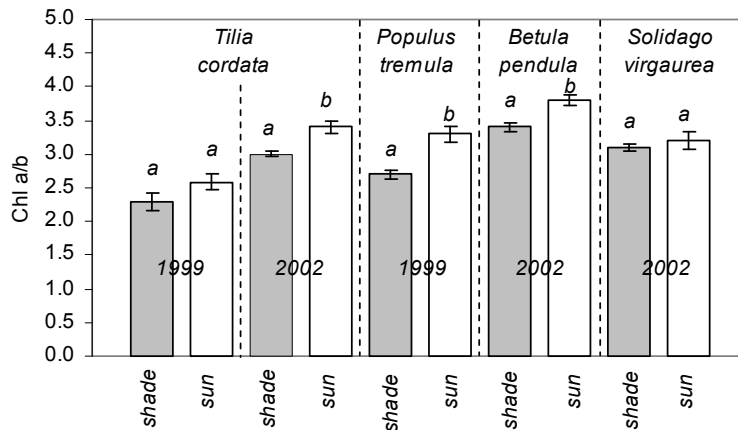 5.0
4.5
4.0
3.5
3.0
2.5
2.0
1.5
1.0
0.5
0.0
Chl a/b
Tilia
cordata
Populus
tremula
Betula
pendula
Solidago
virgaurea
a a a b a b a b a a
1999 2002 1999 2002 2002
shade sun shade sun shade sun shade sun shade sun